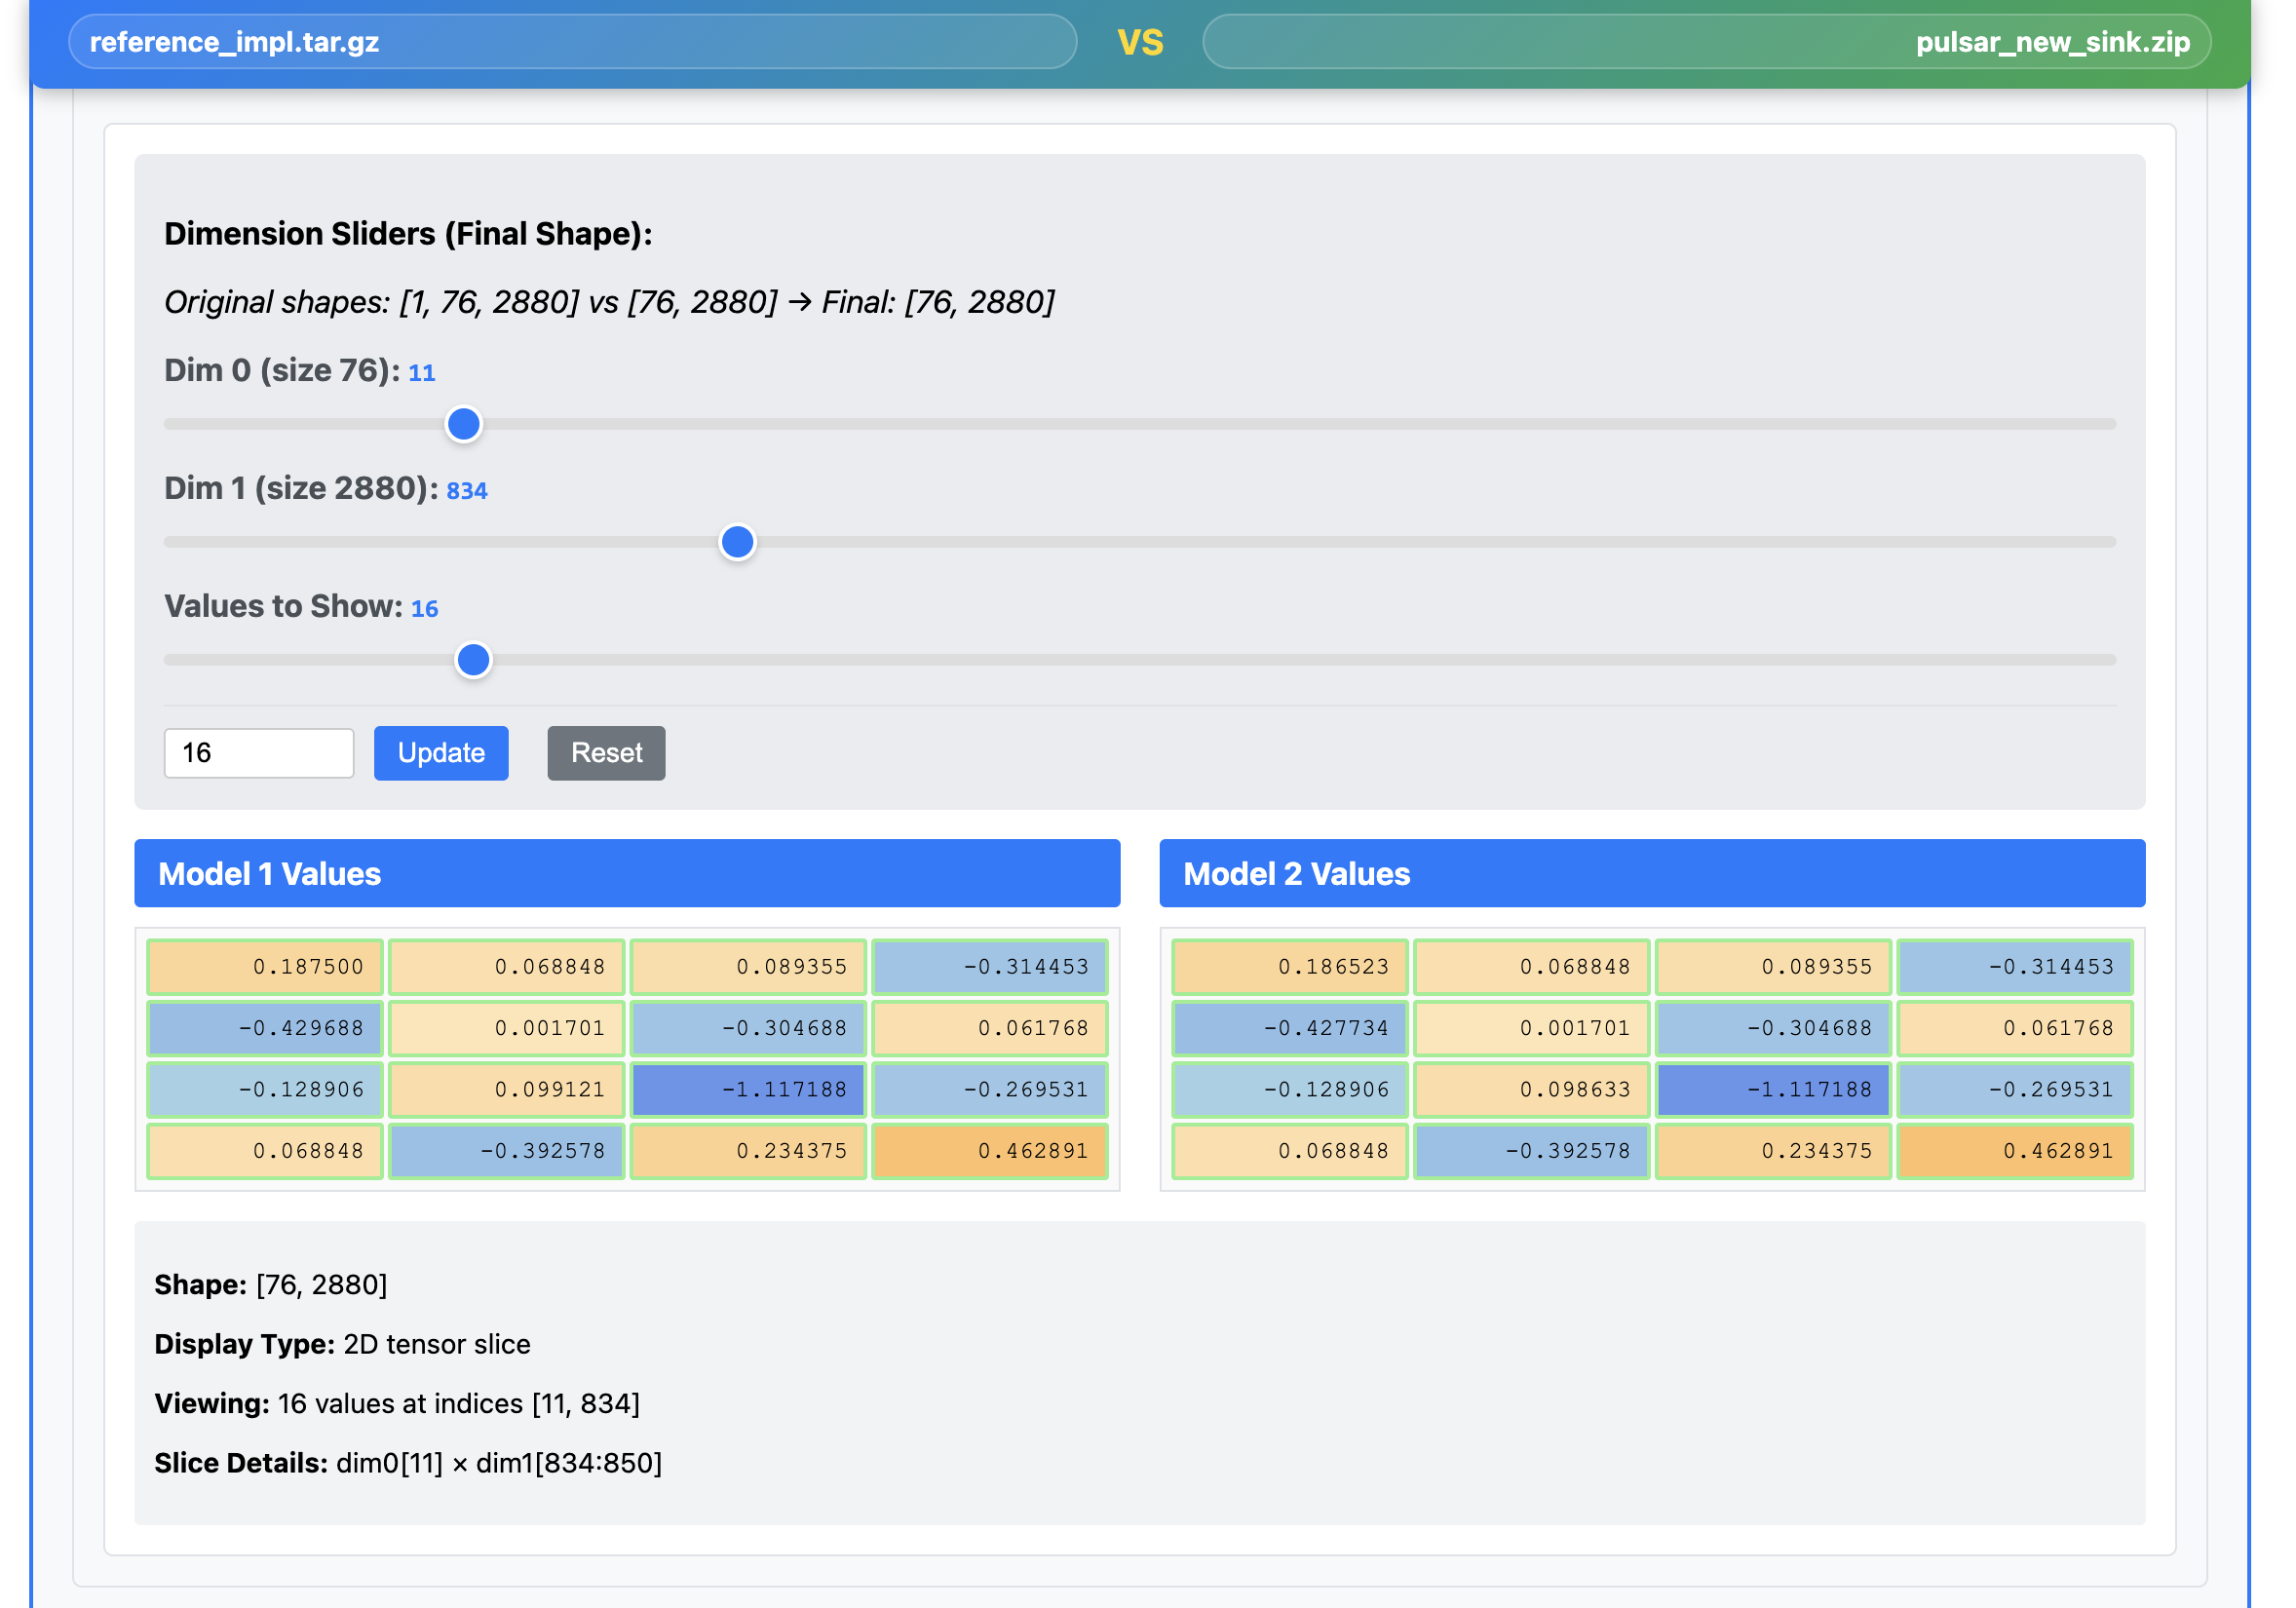 reference_impl.tar.gz VS pulsar_new_sink.zip
Dimension Sliders (Final Shape):
Original shapes: [1, 76, 2880] vs [76, 2880] → Final: [76, 2880]
Dim 0 (size 76): 11
Dim 1 (size 2880): 834
Values to Show: 16
16 Update Reset
Model 1 Values
0.187500 0.068848 0.089355 -0.314453
-0.429688 0.001701 -0.304688 0.061768
-0.128906 0.099121 -1.117188 -0.269531
0.068848 -0.392578 0.234375 0.462891
Model 2 Values
0.186523 0.068848 0.089355 -0.314453
-0.427734 0.001701 -0.304688 0.061768
-0.128906 0.098633 -1.117188 -0.269531
0.068848 -0.392578 0.234375 0.462891
Shape: [76, 2880]
Display Type: 2D tensor slice
Viewing: 16 values at indices [11, 834]
Slice Details: dim0[11] × dim1[834:850]